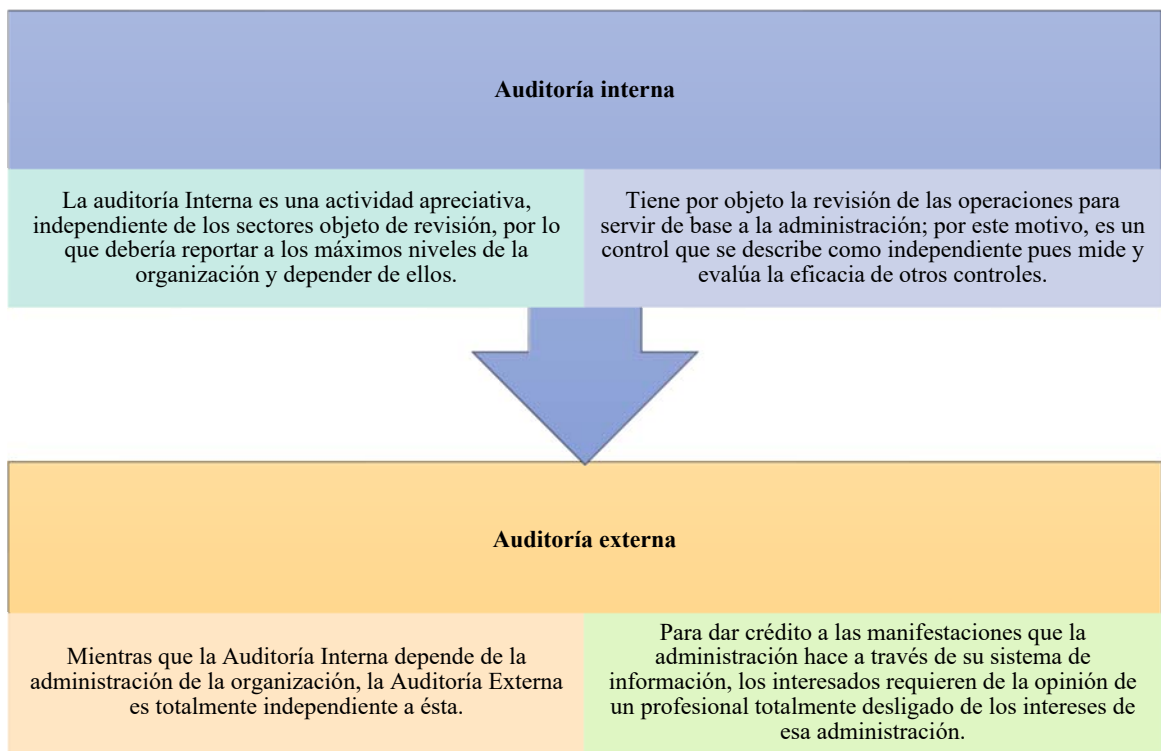 Auditoría interna
La auditoría Interna es una actividad apreciativa,
independiente de los sectores objeto de revisión, por lo
que debería reportar a los máximos niveles de la
organización y depender de ellos.
Tiene por objeto la revisión de las operaciones para
servir de base a la administración; por este motivo, es un
control que se describe como independiente pues mide y
evalúa la eficacia de otros controles.
Auditoría externa
Mientras que la Auditoría Interna depende de la
administración de la organización, la Auditoría Externa
es totalmente independiente a ésta.
Para dar crédito a las manifestaciones que la
administración hace a través de su sistema de
información, los interesados requieren de la opinión de
un profesional totalmente desligado de los intereses de
esa administración.